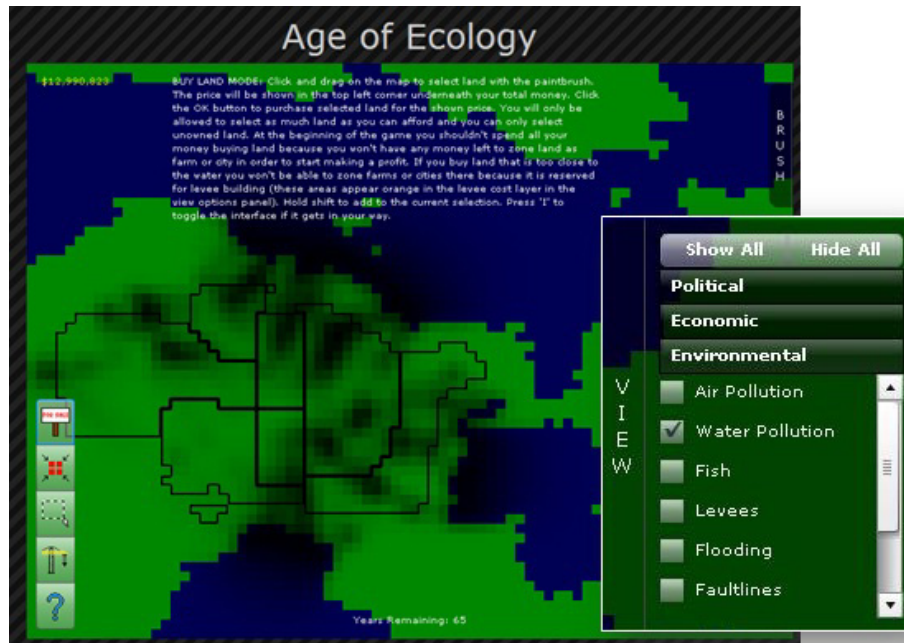 Age of Ecology
$12,990,823
BUY LAND MODE: Click and drag on the map to select land with the paintbrush.
The price will be shown in the top left corner underneath your total money. Click
the OK button to purchase selected land for the shown price. You will only be
allowed to select as much land as you can afford and you can only select
unowned land. At the beginning of the game you shouldn't spend all your
money buying land because you won't have any money left to zone land as
farm or city in order to start making a profit. If you buy land that is too close to
the water you won't be able to zone farms or cities there because it is reserved
for levee building (these areas appear orange in the levee cost layer in the
view options panel). Hold shift to add to the current selection. Press 'I' to
toggle the interface if it gets in your way.
BRUSH
VIEW
Show All Hide All
Political
Economic
Environmental
Air Pollution
Water Pollution
Fish
Levees
Flooding
Faultlines
FOR SALE
?
Years Remaining: 65